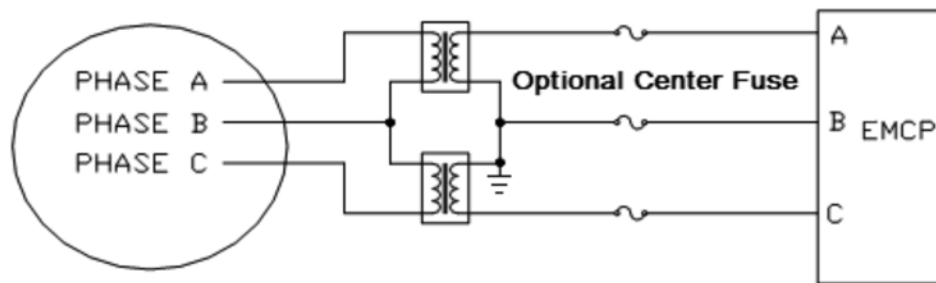 PHASE A
PHASE B
PHASE C
Optional Center Fuse
A
B
C
EMCP